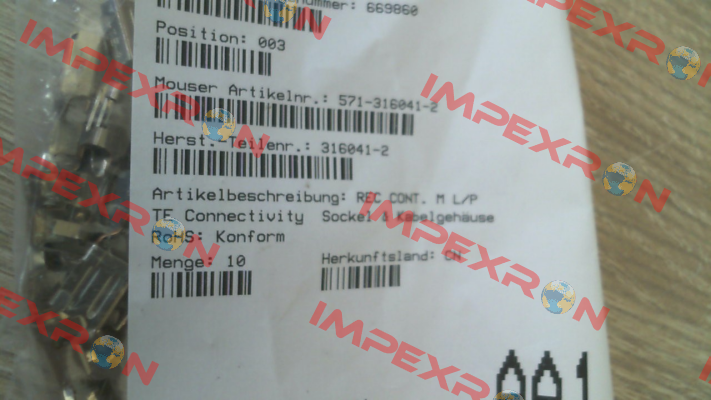 nummer: 669860
Position: 003
Mouser Artikelnr.: 571-316041-2
Herst.-Teilenr.: 316041-2
Artikelbeschreibung: REC CONT. M L/P
TE Connectivity Sockel & Kabelgehäuse
RoHS: Konform
Menge: 10 Herkunftsland: CN
IMPEXRON
IMPEXRON
IMPEXRON
IMPEXRON
IMPEXRON